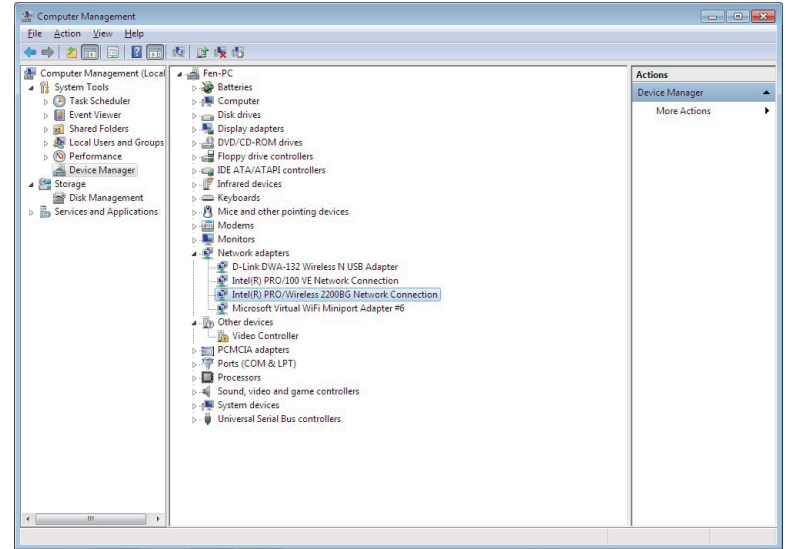 Computer Management
File Action View Help
Computer Management (Local
System Tools
Task Scheduler
Event Viewer
Shared Folders
Local Users and Groups
Performance
Device Manager
Storage
Disk Management
Services and Applications
Fen-PC
Batteries
Computer
Disk drives
Display adapters
DVD/CD-ROM drives
Floppy drive controllers
IDE ATA/ATAPI controllers
Infrared devices
Keyboards
Mice and other pointing devices
Modems
Monitors
Network adapters
D-Link DWA-132 Wireless N USB Adapter
Intel(R) PRO/100 VE Network Connection
Intel(R) PRO/Wireless 2200BG Network Connection
Microsoft Virtual WiFi Miniport Adapter #6
Other devices
Video Controller
PCMCIA adapters
Ports (COM & LPT)
Processors
Sound, video and game controllers
System devices
Universal Serial Bus controllers
Actions
Device Manager
More Actions